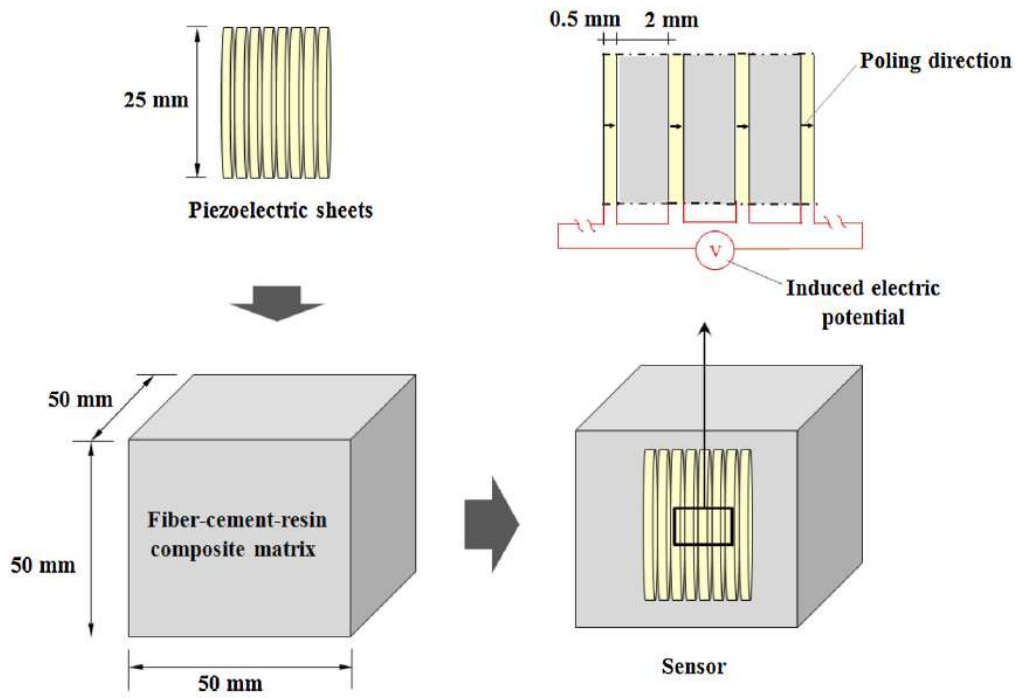 0.5 mm
2 mm
Poling direction
25 mm
Piezoelectric sheets
V
Induced electric
potential
50 mm
Fiber-cement-resin
composite matrix
50 mm
50 mm
Sensor